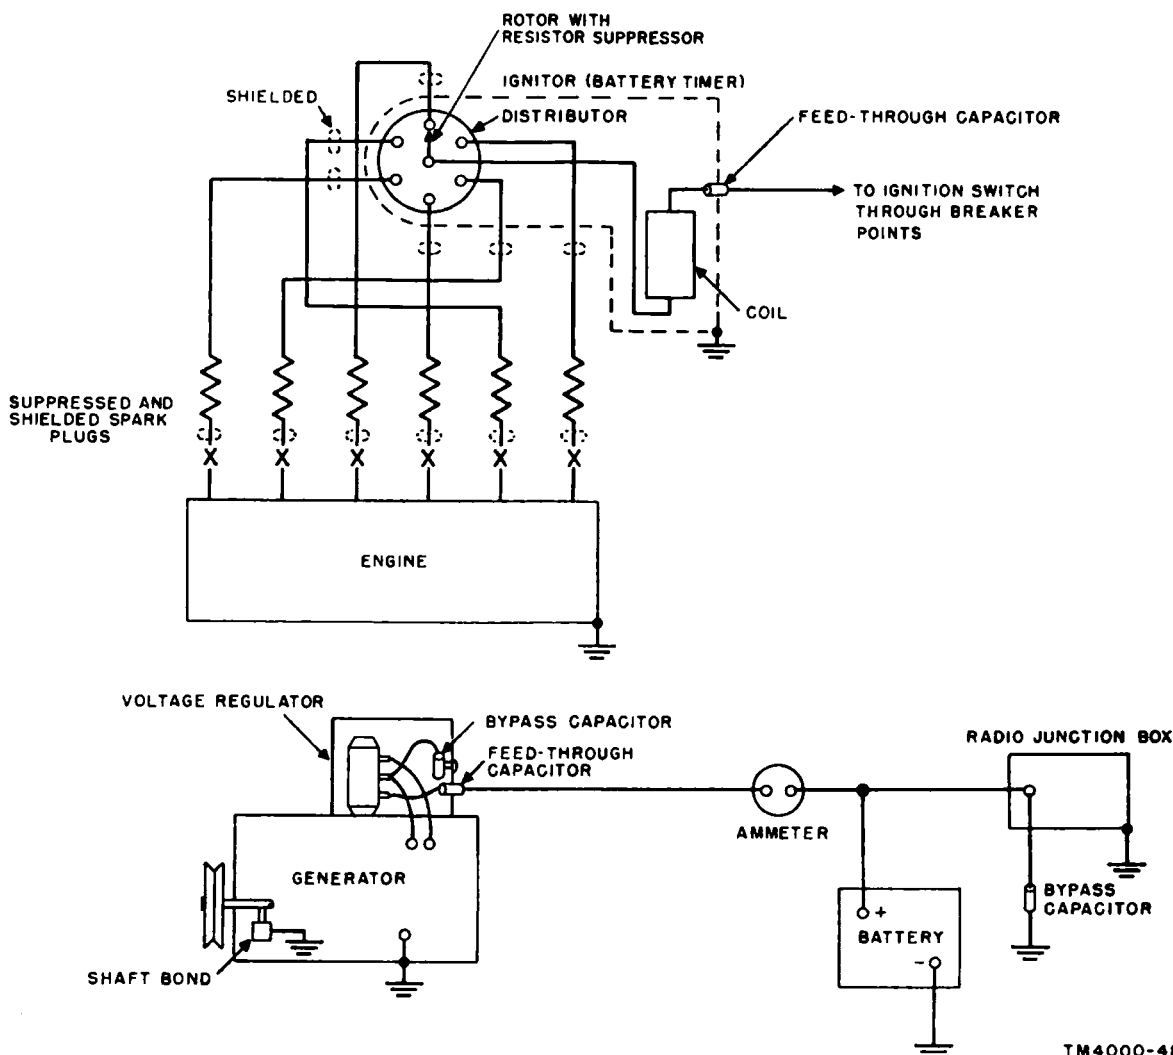 ROTOR WITH
RESISTOR SUPPRESSOR
IGNITOR (BATTERY TIMER)
SHIELDED
DISTRIBUTOR
FEED-THROUGH CAPACITOR
TO IGNITION SWITCH
THROUGH BREAKER
POINTS
COIL
SUPPRESSED AND
SHIELDED SPARK
PLUGS
X X X X X X
ENGINE
VOLTAGE REGULATOR
BYPASS CAPACITOR
FEED-THROUGH
CAPACITOR
RADIO JUNCTION BOX
AMMETER
GENERATOR
BYPASS
CAPACITOR
+
BATTERY
-
SHAFT BOND